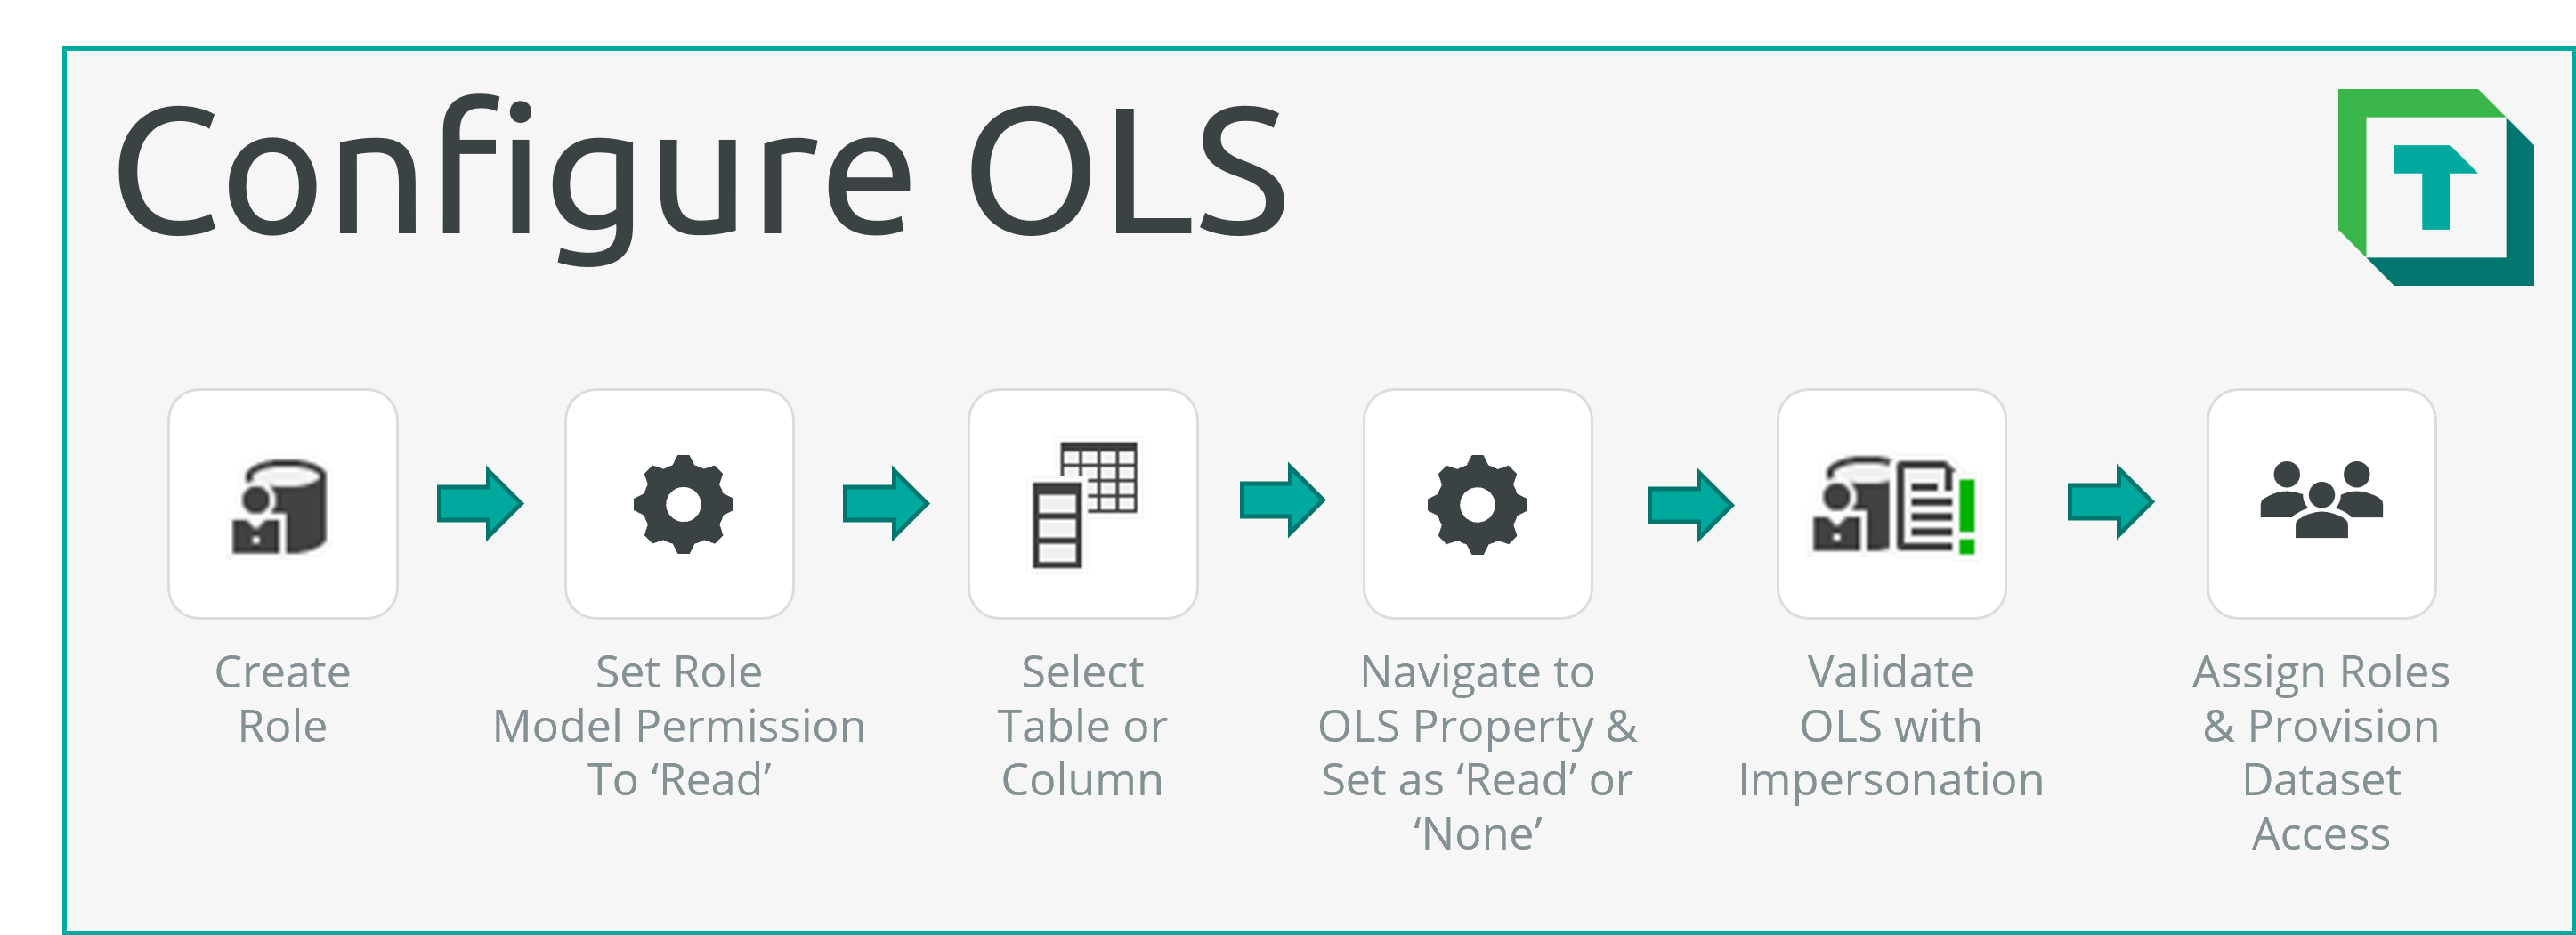 Configure OLS
Create
Role
Set Role
Model Permission
To ‘Read’
Select
Table or
Column
Navigate to
OLS Property &
Set as ‘Read’ or
‘None’
Validate
OLS with
Impersonation
Assign Roles
& Provision
Dataset
Access